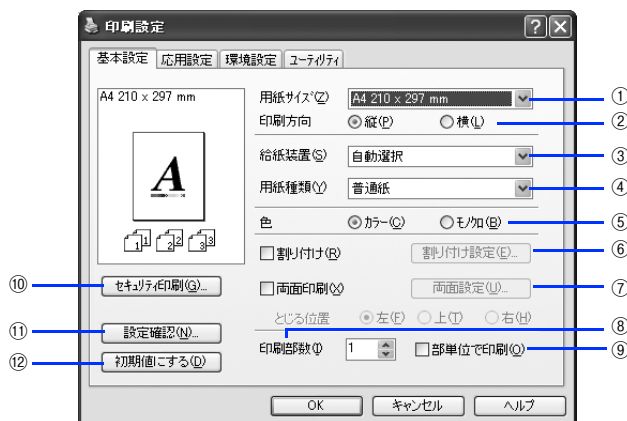 印刷設定
基本設定 応用設定 環境設定 ユーティリティ
A4 210 x 297 mm
A
1 1 2 2 3 3
用紙サイズ(Z) A4 210 x 297 mm ①
印刷方向 縦(P) 横(L) ②
給紙装置(S) 自動選択 ③
用紙種類(Y) 普通紙 ④
色 カラー(C) モノクロ(B) ⑤
割り付け(R) 割り付け設定(E)... ⑥
⑩ セキュリティ印刷(G)...
両面印刷(X) 両面設定(U)... ⑦
とじる位置 左(F) 上(T) 右(H)
⑧
⑪ 設定確認(N)...
印刷部数(I) 1 部単位で印刷(O) ⑨
⑫ 初期値にする(D)
OK キャンセル ヘルプ